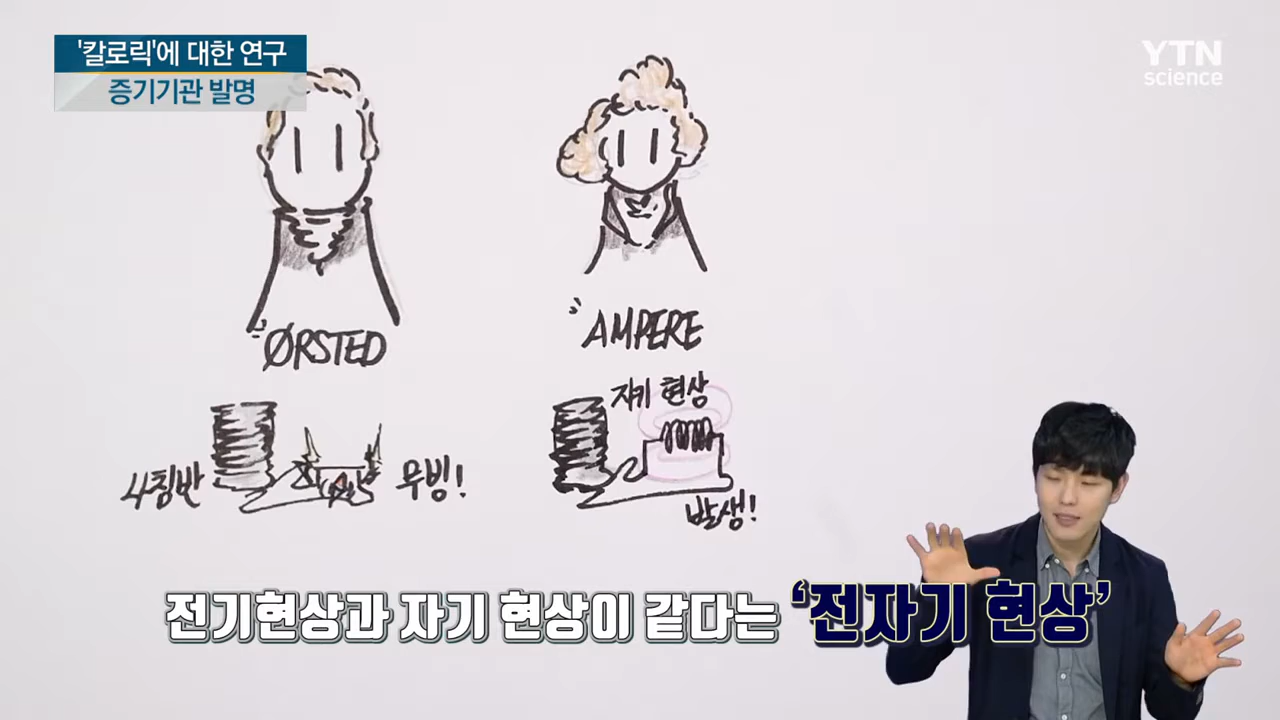 '칼로릭'에 대한 연구
증기기관 발명
YTN
science
ØRSTED
AMPERE
자기 현상
나침반
무빙!
발생!
전기현상과 자기 현상이 같다는 '전자기 현상'